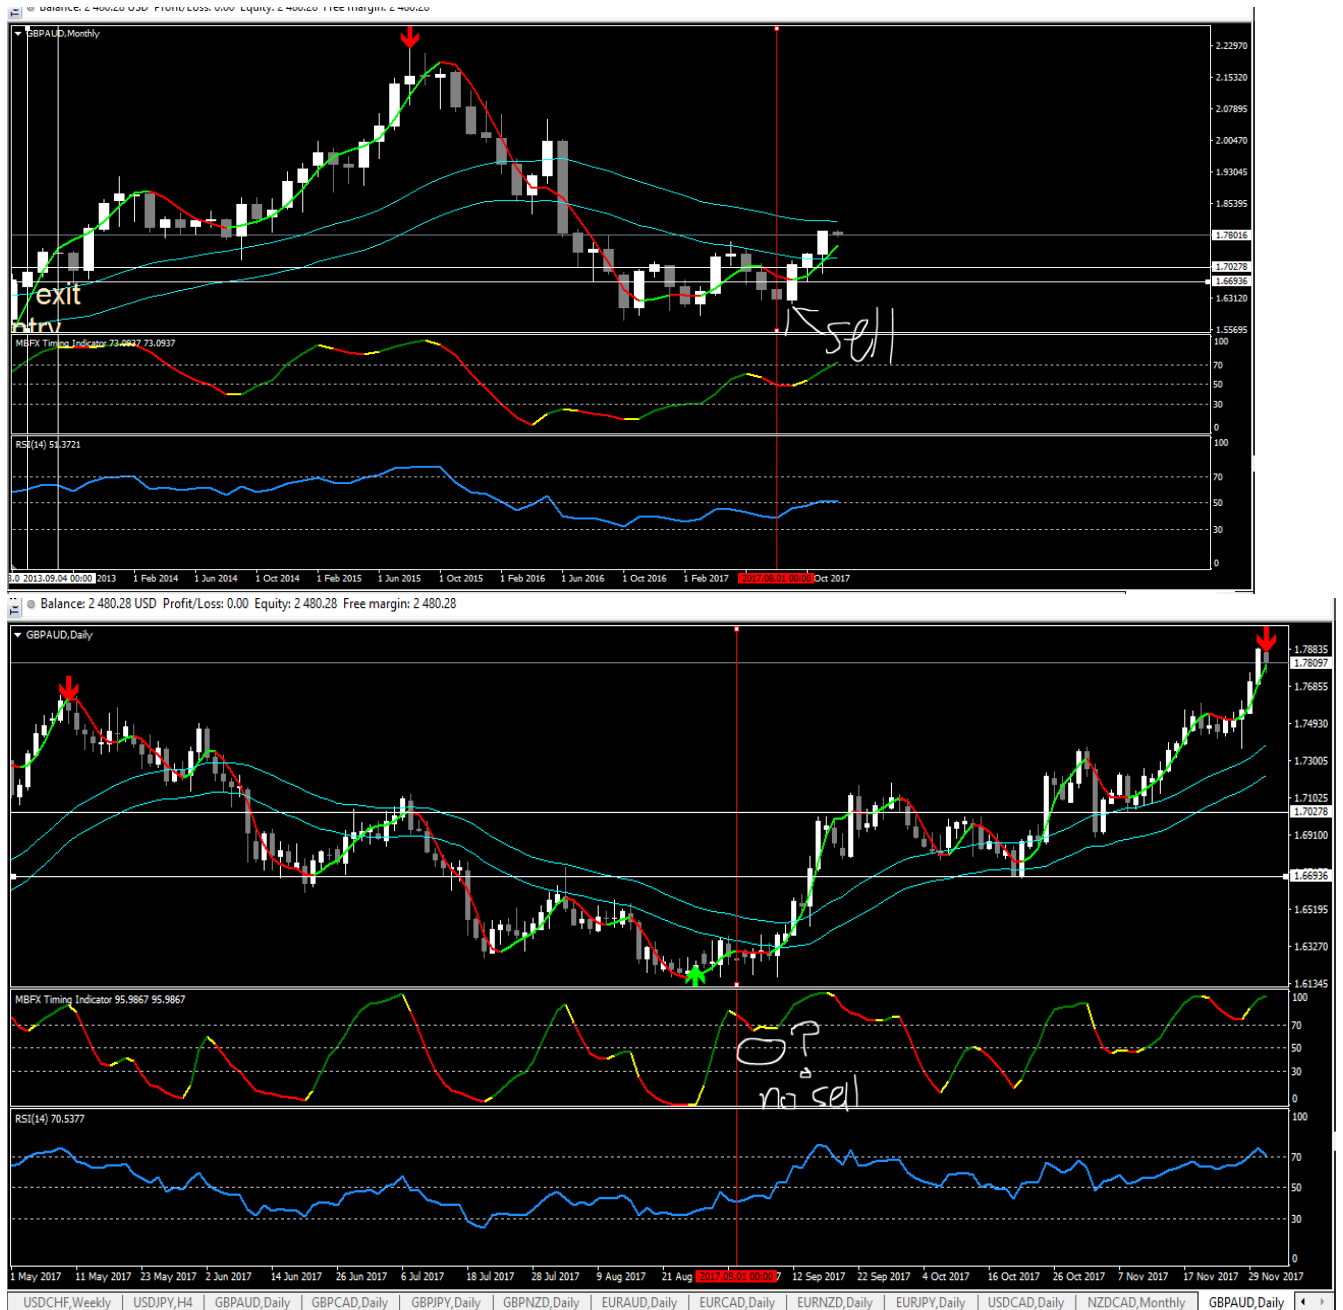 Balance: 2 480.28 USD Profit/Loss: 0.00 Equity: 2 480.28 Free margin: 2 480.28
GBPAUD,Monthly
2.22970
2.15320
2.07895
2.00470
1.93045
1.85395
1.78016
1.70278
1.66936
1.63120
1.55695
exit
ntry
sell
MBFX Timing Indicator 73.0937 73.0937
100
70
50
30
0
RSI(14) 51.3721
100
70
50
30
0
3.0 2013.09.04 00:00 2013 1 Feb 2014 1 Jun 2014 1 Oct 2014 1 Feb 2015 1 Jun 2015 1 Oct 2015 1 Feb 2016 1 Jun 2016 1 Oct 2016 1 Feb 2017 2017.08.01 00:00 Oct 2017
Balance: 2 480.28 USD Profit/Loss: 0.00 Equity: 2 480.28 Free margin: 2 480.28
GBPAUD,Daily
1.78835
1.78097
1.76855
1.74930
1.73005
1.71025
1.70278
1.69100
1.66936
1.65195
1.63270
1.61345
MBFX Timing Indicator 95.9867 95.9867
100
70
50
30
0
?
no sell
RSI(14) 70.5377
100
70
50
30
0
1 May 2017 11 May 2017 23 May 2017 2 Jun 2017 14 Jun 2017 26 Jun 2017 6 Jul 2017 18 Jul 2017 28 Jul 2017 9 Aug 2017 21 Aug 2017.09.01 00:00 7 12 Sep 2017 22 Sep 2017 4 Oct 2017 16 Oct 2017 26 Oct 2017 7 Nov 2017 17 Nov 2017 29 Nov 2017
USDCHF,Weekly USDJPY,H4 GBPAUD,Daily GBPCAD,Daily GBPJPY,Daily GBPNZD,Daily EURAUD,Daily EURCAD,Daily EURNZD,Daily EURJPY,Daily USDCAD,Daily NZDCAD,Monthly GBPAUD,Daily